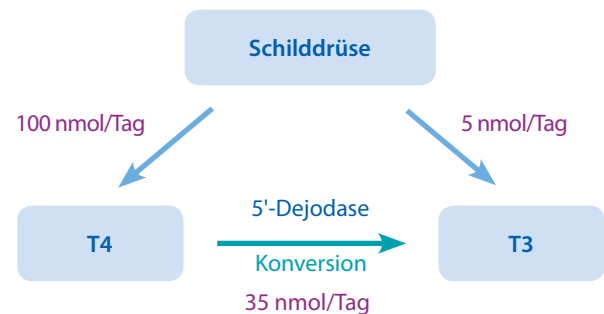 Schilddrüse
100 nmol/Tag
5 nmol/Tag
5'-Dejodase
T4
T3
Konversion
35 nmol/Tag